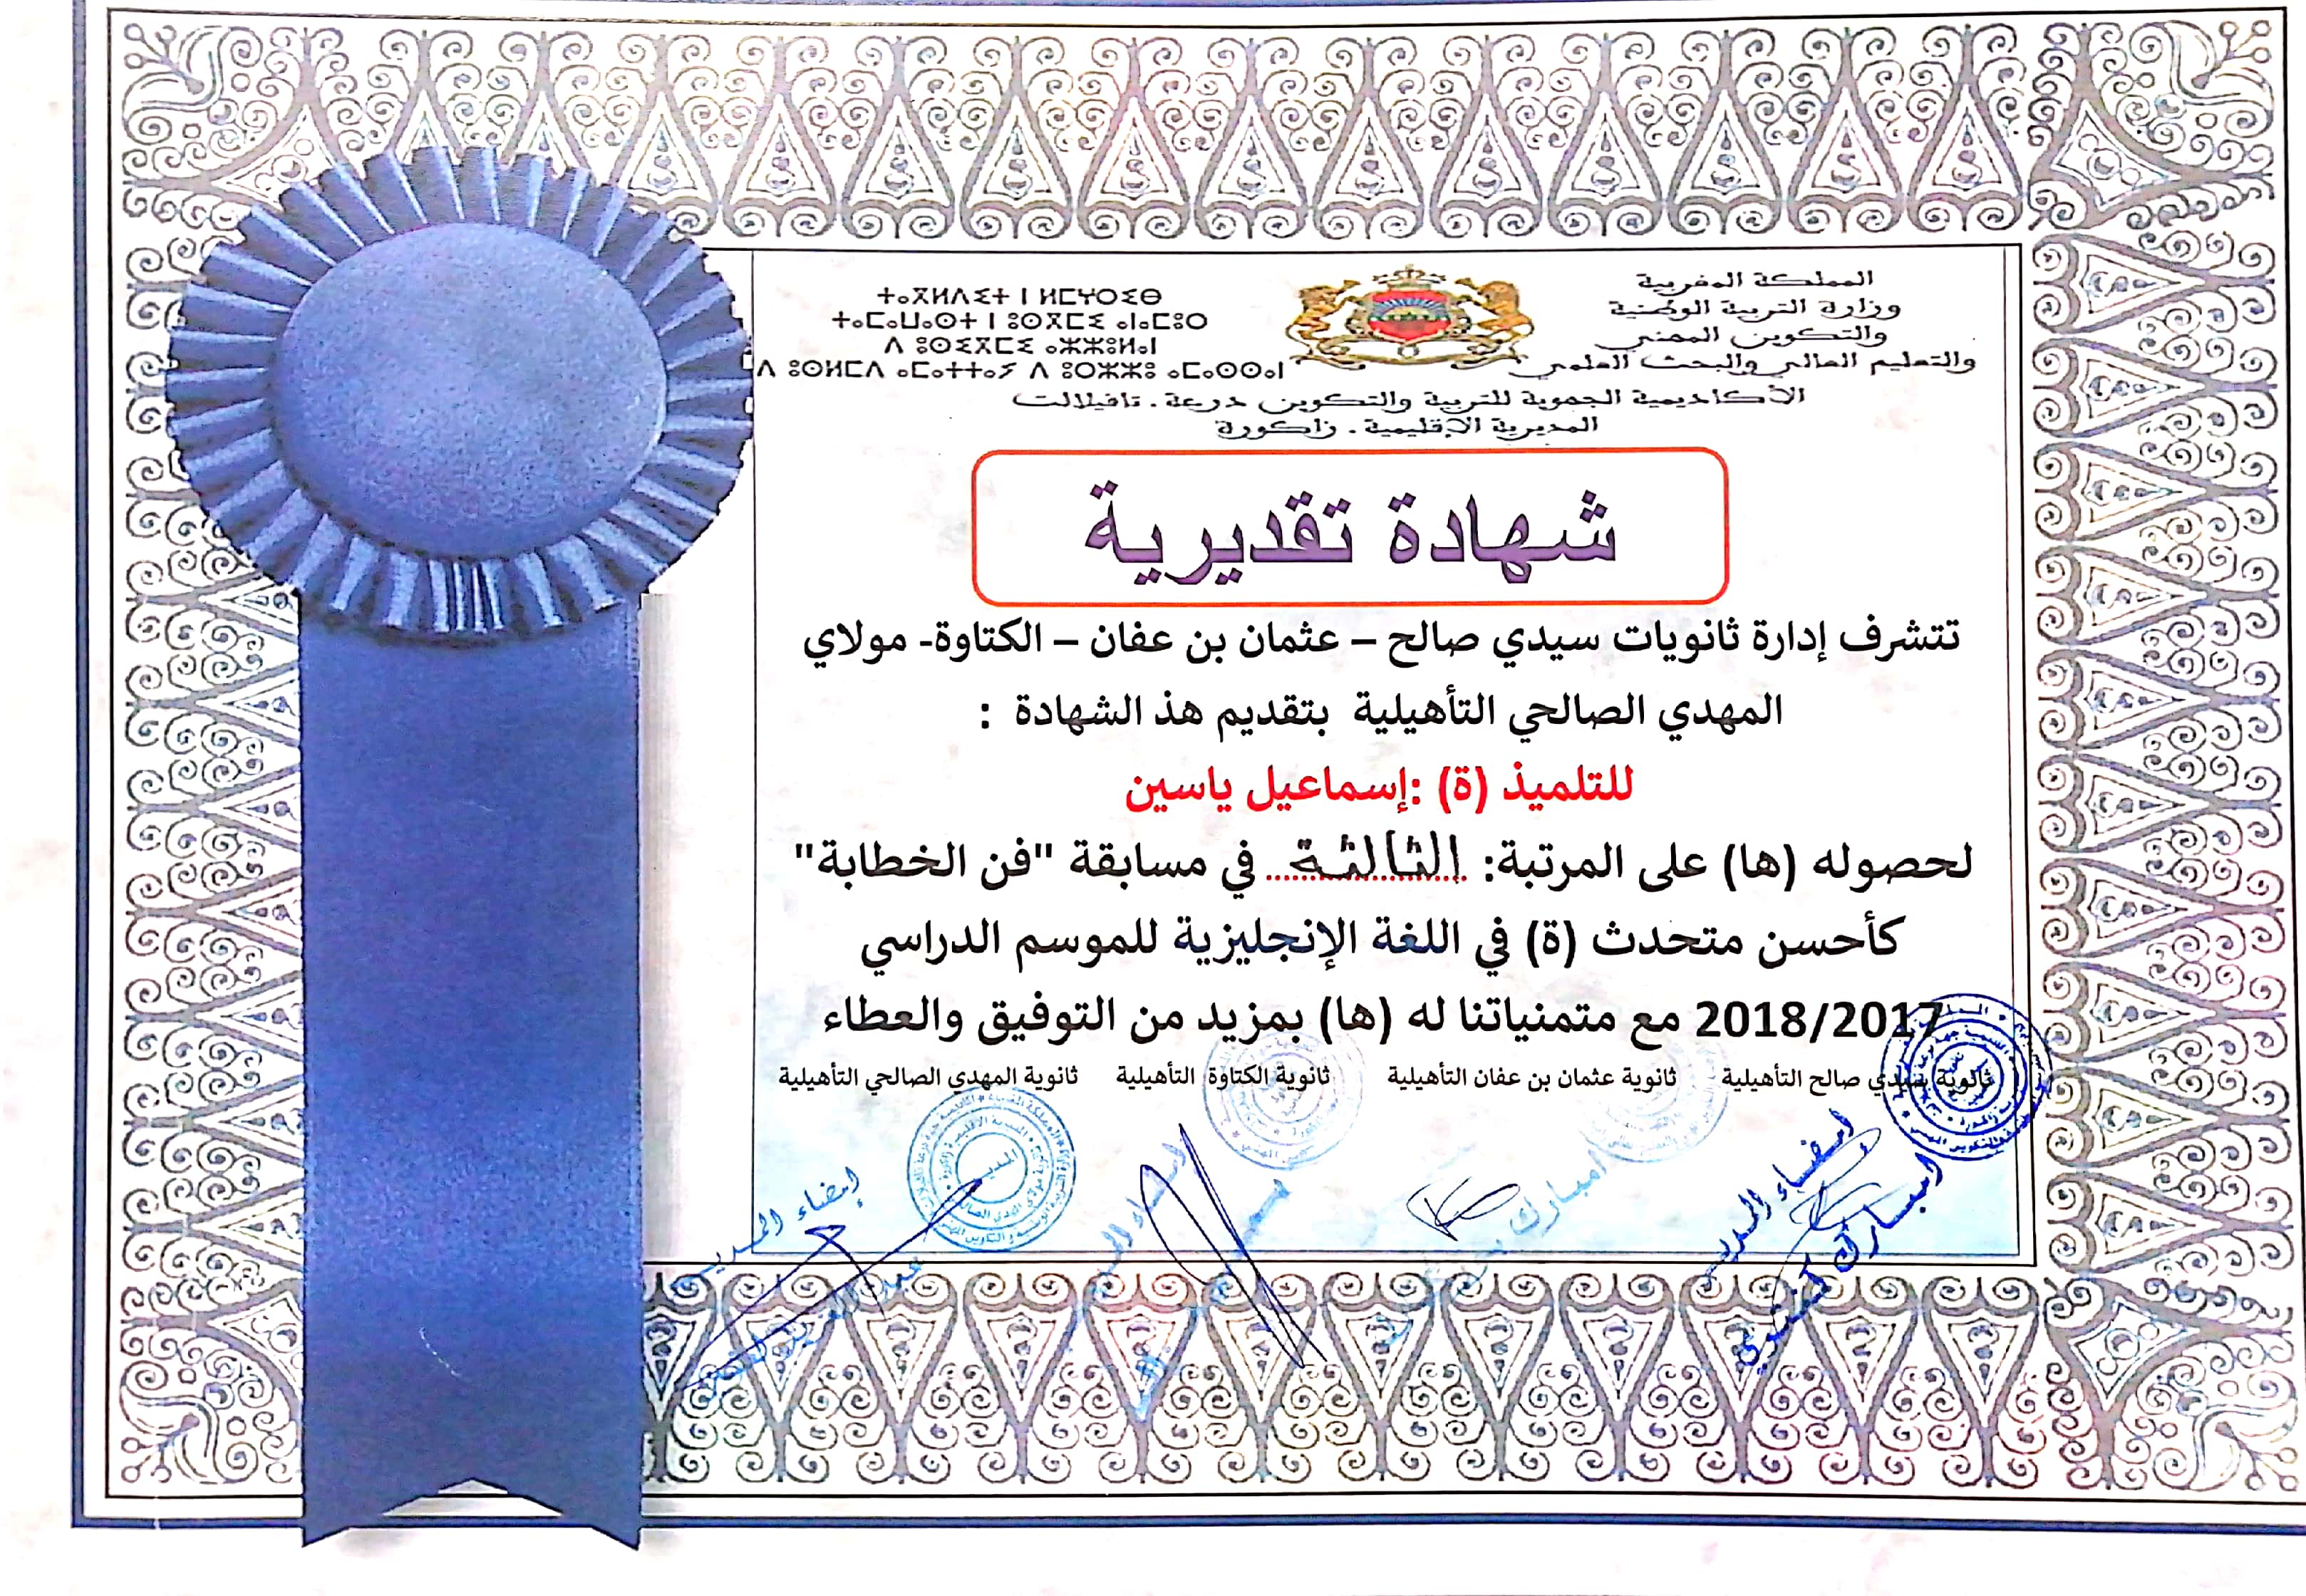 المملكة المغربية
وزارة التربية الوطنية
والتكوين المهني
والتعليم العالي والبحث العلمي
ⵜⴰⴳⵍⴷⵉⵜ ⵏ ⵍⵎⵖⵔⵉⴱ
ⵜⴰⵎⴰⵡⴰⵙⵜ ⵏ ⵓⵙⴳⵎⵉ ⴰⵏⴰⵎⵓⵔ
ⴷ ⵓⵙⵉⴳⵎⵉ ⴰⵣⵣⵓⵍⴰⵏ
ⴷ ⵓⵙⵍⵎⴷ ⴰⵎⴰⵜⵜⴰⵢ ⴷ ⵓⵔⵣⵣⵓ ⴰⵎⴰⵙⵙⴰⵏ
الأكاديمية الجهوية للتربية والتكوين درعة . تافيلالت
المديرية الإقليمية . زاكورة
شهادة تقديرية
تتشرف إدارة ثانويات سيدي صالح – عثمان بن عفان – الكتاوة- مولاي
المهدي الصالحي التأهيلية بتقديم هذ الشهادة :
للتلميذ (ة) :إسماعيل ياسين
لحصوله (ها) على المرتبة: الثالثة في مسابقة "فن الخطابة"
كأحسن متحدث (ة) في اللغة الإنجليزية للموسم الدراسي
2018/2017 مع متمنياتنا له (ها) بمزيد من التوفيق والعطاء
ثانوية سيدي صالح التأهيلية ثانوية عثمان بن عفان التأهيلية ثانوية الكتاوة التأهيلية ثانوية المهدي الصالحي التأهيلية
إمضاء المدير
امبارك
إمضاء المدير
المدير